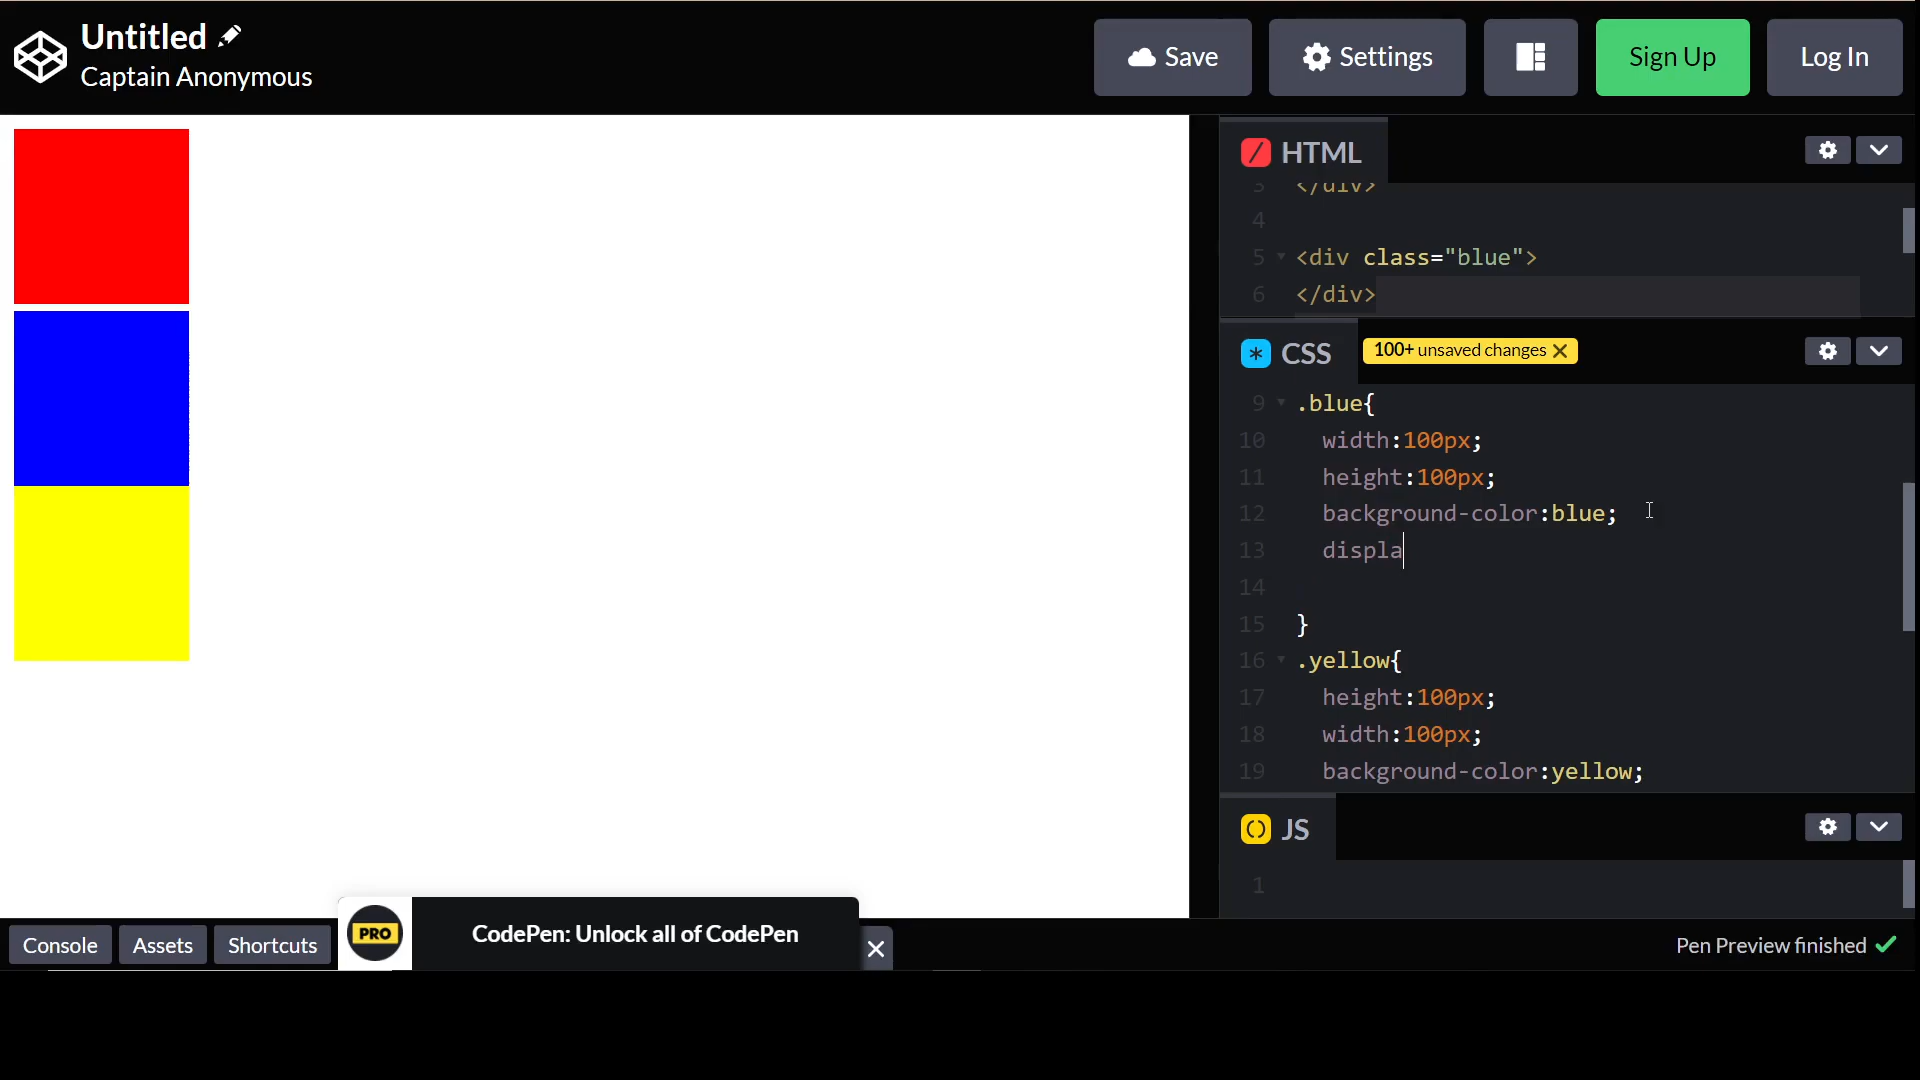 Untitled
Captain Anonymous
Save
Settings
Sign Up
Log In
HTML
3 </div>
4
5 <div class="blue">
6 </div>
CSS
100+ unsaved changes
9 .blue{
10 width:100px;
11 height:100px;
12 background-color:blue;
13 displa
14
15 }
16 .yellow{
17 height:100px;
18 width:100px;
19 background-color:yellow;
JS
1
Console
Assets
Shortcuts
PRO
CodePen: Unlock all of CodePen
Pen Preview finished